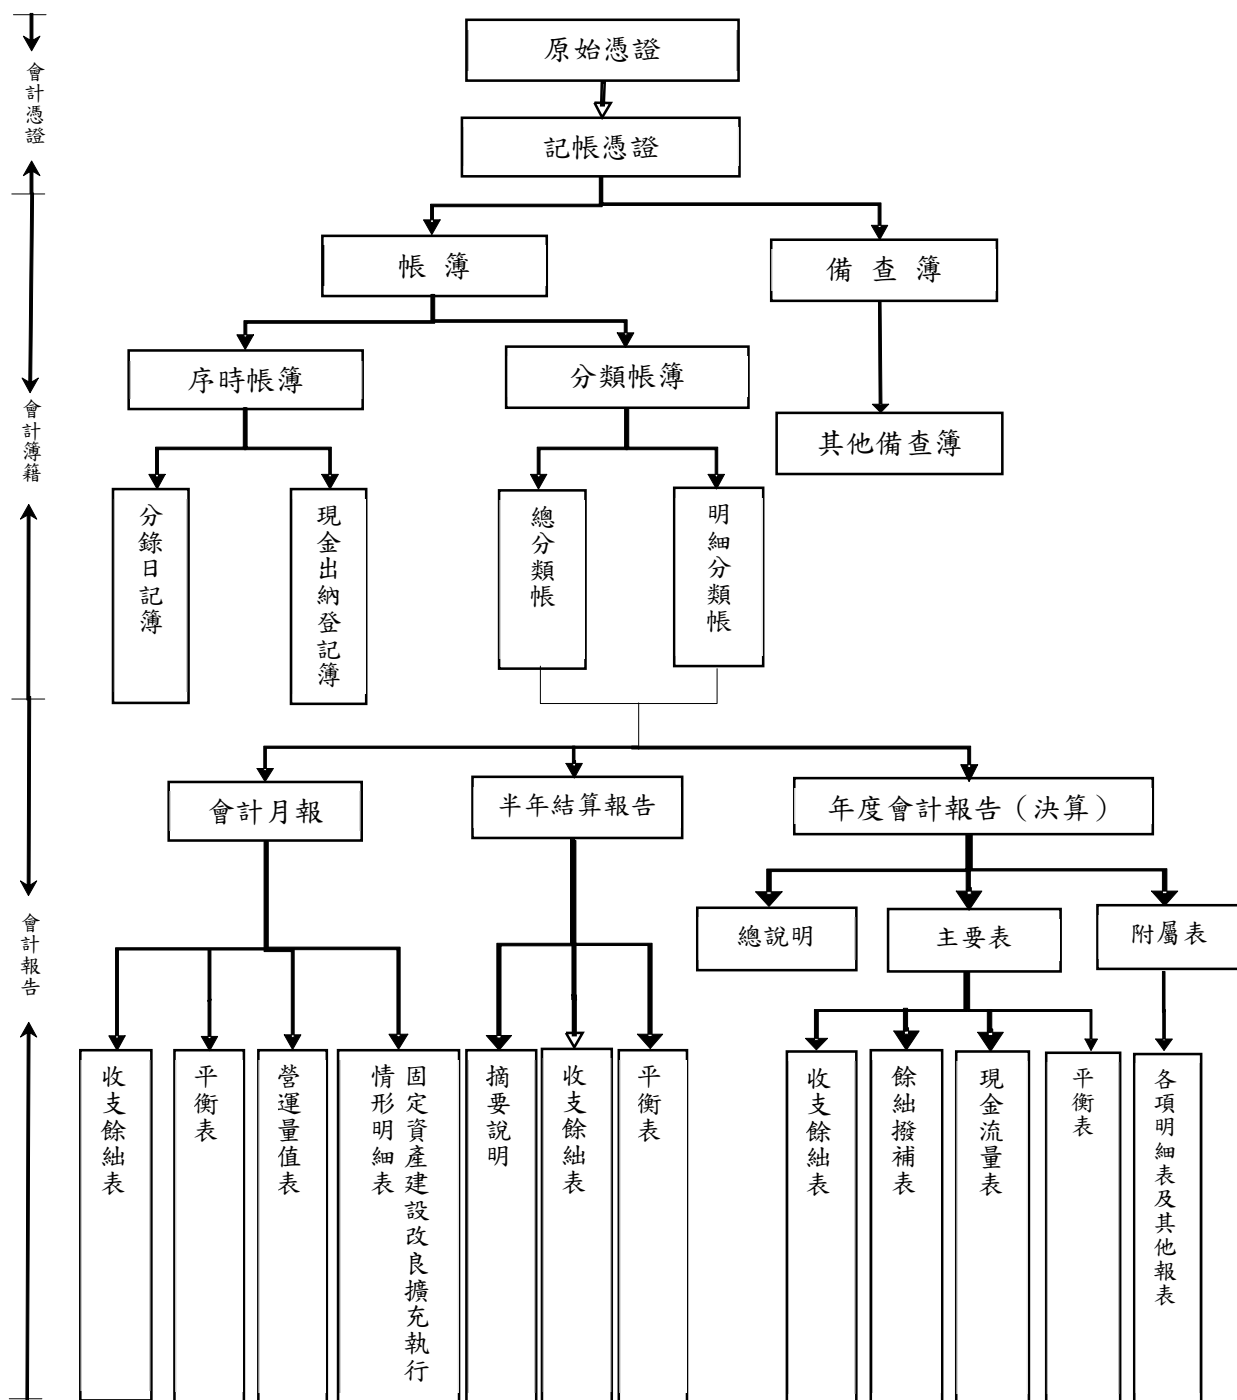 會計憑證
原始憑證
記帳憑證
帳 簿
備 查 簿
會計簿籍
序時帳簿
分類帳簿
其他備查簿
分錄日記簿
現金出納登記簿
總分類帳
明細分類帳
會計報告
會計月報
半年結算報告
年度會計報告（決算）
總說明
主要表
附屬表
收支餘絀表
平衡表
營運量值表
固定資產建設改良擴充執行
情形明細表
摘要說明
收支餘絀表
平衡表
收支餘絀表
餘絀撥補表
現金流量表
平衡表
各項明細表及其他報表